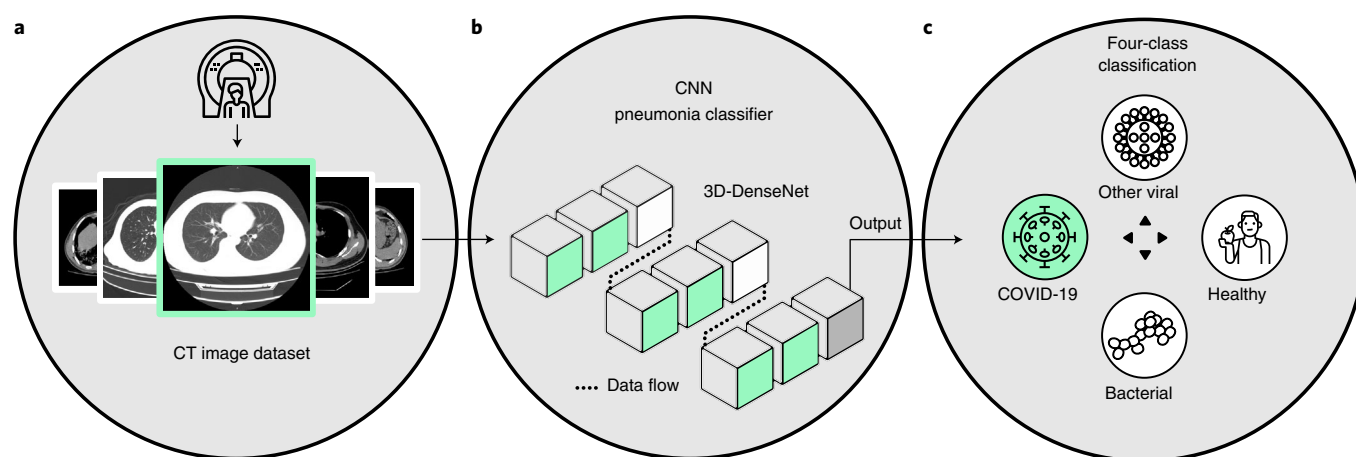 a
CT image dataset
b
CNN
pneumonia classifier
3D-DenseNet
Data flow
Output
c
Four-class
classification
Other viral
COVID-19
Healthy
Bacterial